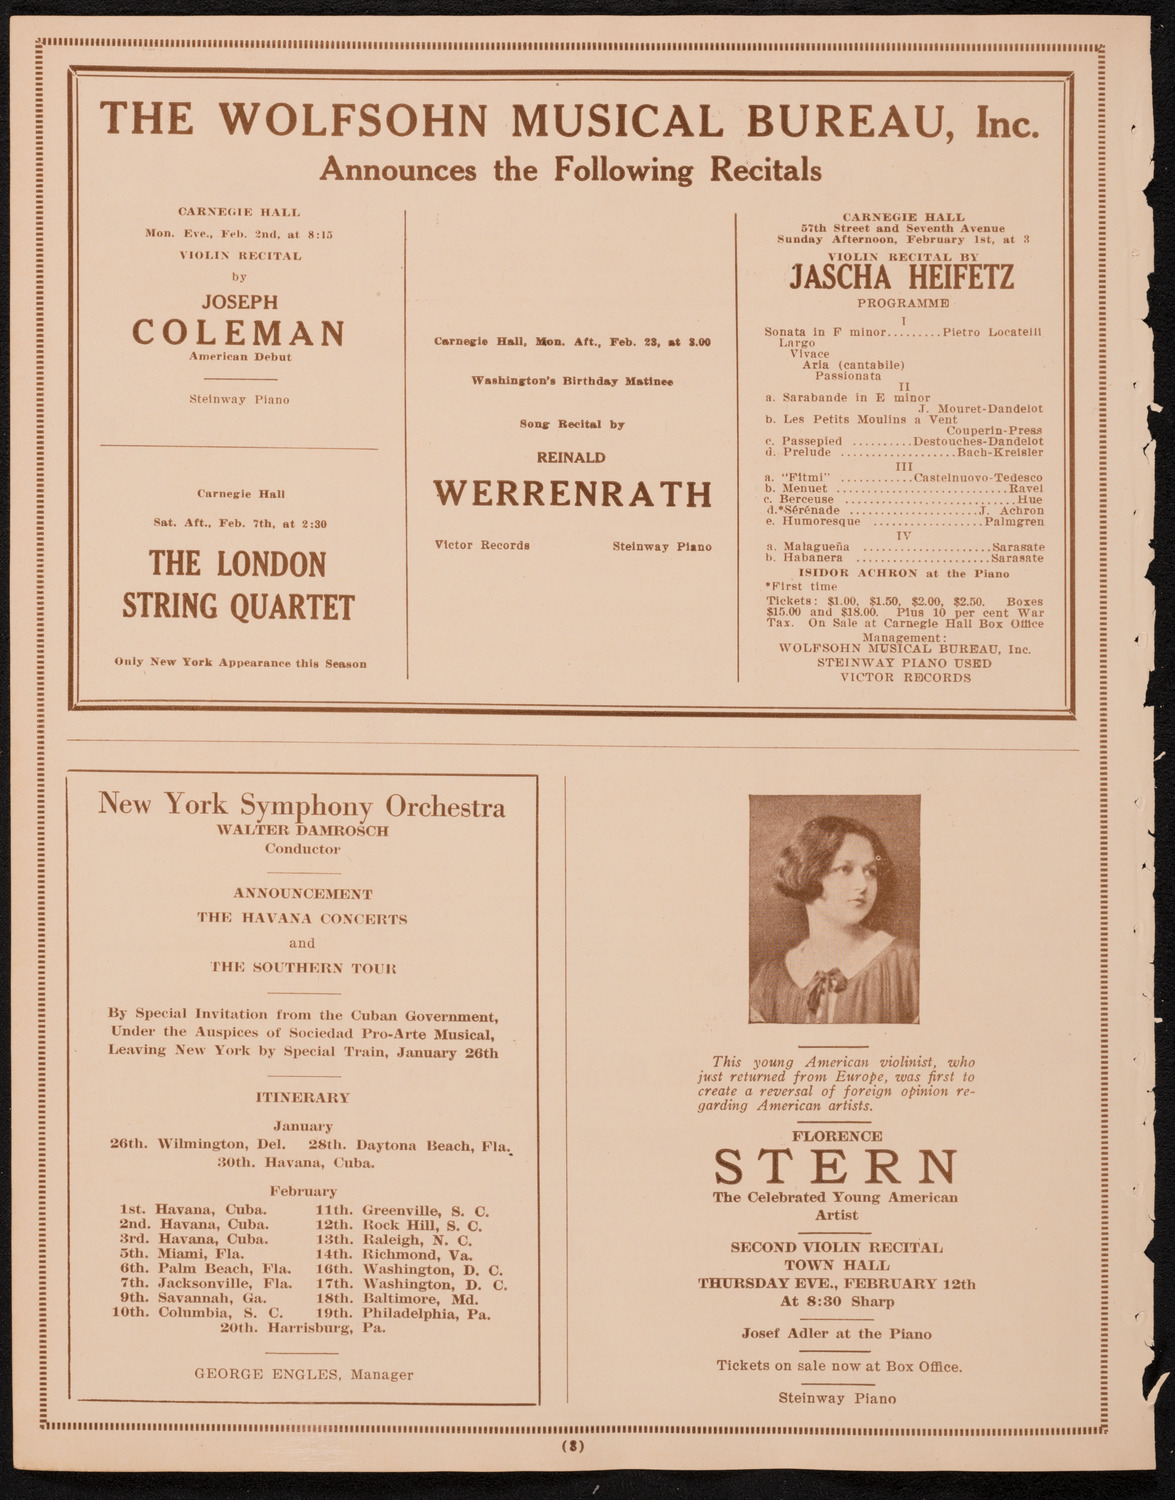 THE WOLFSOHN MUSICAL BUREAU, Inc.
Announces the Following Recitals
CARNEGIE HALL
Mon. Eve., Feb. 2nd, at 8:15
VIOLIN RECITAL
by
JOSEPH
COLEMAN
American Debut
Steinway Piano
Carnegie Hall
Sat. Aft., Feb. 7th, at 2:30
THE LONDON
STRING QUARTET
Only New York Appearance this Season
Carnegie Hall, Mon. Aft., Feb. 23, at 3.00
Washington's Birthday Matinee
Song Recital by
REINALD
WERRENRATH
Victor Records Steinway Piano
CARNEGIE HALL
57th Street and Seventh Avenue
Sunday Afternoon, February 1st, at 3
VIOLIN RECITAL BY
JASCHA HEIFETZ
PROGRAMME
I
Sonata in F minor.........Pietro Locatelli
Largo
Vivace
Aria (cantabile)
Passionata
II
a. Sarabande in E minor
J. Mouret-Dandelot
b. Les Petits Moulins a Vent
Couperin-Press
c. Passepied ..........Destouches-Dandelot
d. Prelude ...................Bach-Kreisler
III
a. "Fitmi" ............Castelnuovo-Tedesco
b. Menuet ............................Ravel
c. Berceuse ............................Hue
d.*Sérénade .....................J. Achron
e. Humoresque ..................Palmgren
IV
a. Malagueña .....................Sarasate
b. Habanera ......................Sarasate
ISIDOR ACHRON at the Piano
*First time
Tickets: $1.00, $1.50, $2.00, $2.50. Boxes
$15.00 and $18.00. Plus 10 per cent War
Tax. On Sale at Carnegie Hall Box Office
Management:
WOLFSOHN MUSICAL BUREAU, Inc.
STEINWAY PIANO USED
VICTOR RECORDS
New York Symphony Orchestra
WALTER DAMROSCH
Conductor
ANNOUNCEMENT
THE HAVANA CONCERTS
and
THE SOUTHERN TOUR
By Special Invitation from the Cuban Government,
Under the Auspices of Sociedad Pro-Arte Musical,
Leaving New York by Special Train, January 26th
ITINERARY
January
26th. Wilmington, Del. 28th. Daytona Beach, Fla.
30th. Havana, Cuba.
February
1st. Havana, Cuba. 11th. Greenville, S. C.
2nd. Havana, Cuba. 12th. Rock Hill, S. C.
3rd. Havana, Cuba. 13th. Raleigh, N. C.
5th. Miami, Fla. 14th. Richmond, Va.
6th. Palm Beach, Fla. 16th. Washington, D. C.
7th. Jacksonville, Fla. 17th. Washington, D. C.
9th. Savannah, Ga. 18th. Baltimore, Md.
10th. Columbia, S. C. 19th. Philadelphia, Pa.
20th. Harrisburg, Pa.
GEORGE ENGLES, Manager
This young American violinist, who
just returned from Europe, was first to
create a reversal of foreign opinion re-
garding American artists.
FLORENCE
STERN
The Celebrated Young American
Artist
SECOND VIOLIN RECITAL
TOWN HALL
THURSDAY EVE., FEBRUARY 12th
At 8:30 Sharp
Josef Adler at the Piano
Tickets on sale now at Box Office.
Steinway Piano
(8)